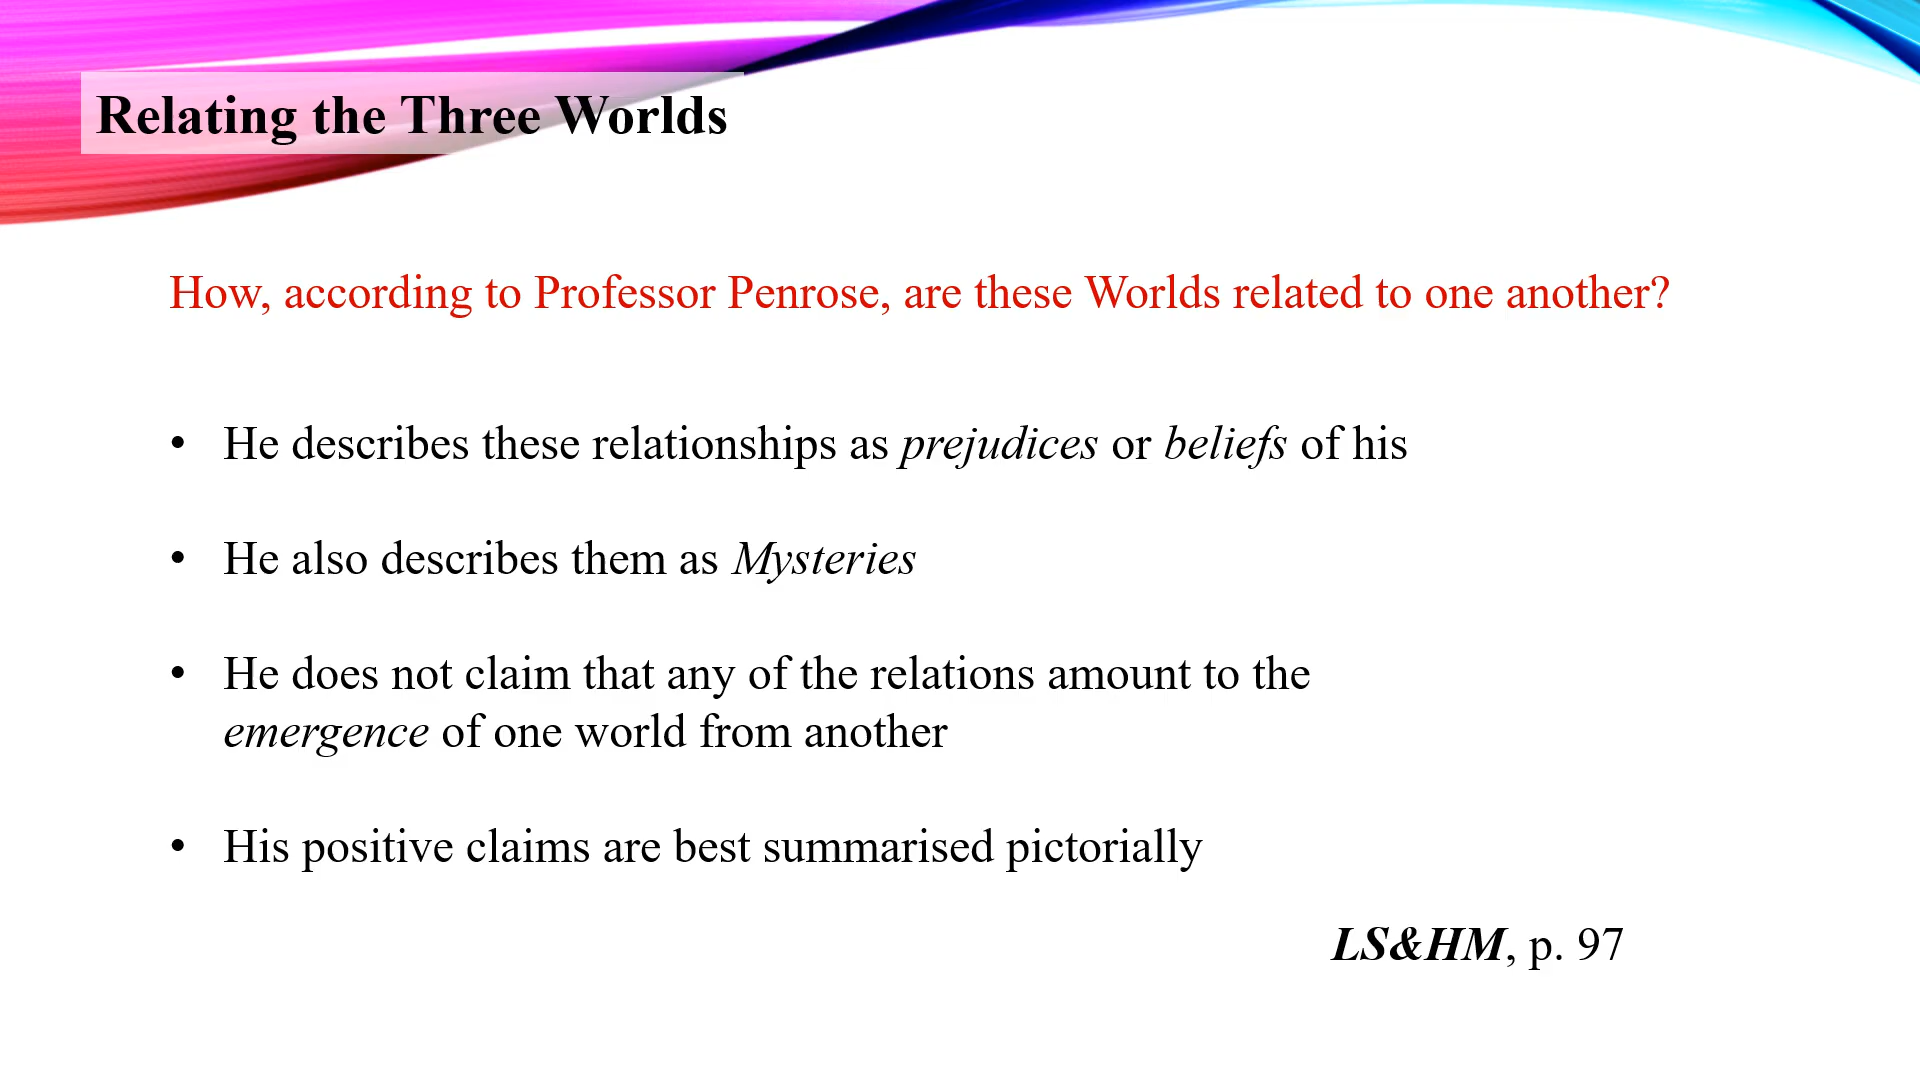 Relating the Three Worlds
How, according to Professor Penrose, are these Worlds related to one another?
• He describes these relationships as prejudices or beliefs of his
• He also describes them as Mysteries
• He does not claim that any of the relations amount to the
emergence of one world from another
• His positive claims are best summarised pictorially
LS&HM, p. 97